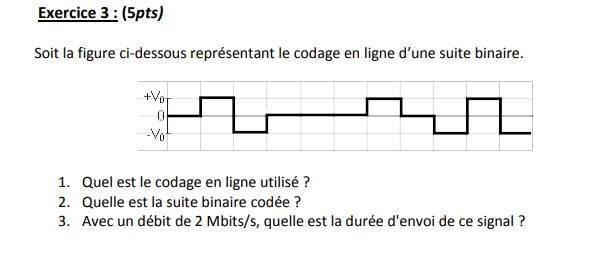 Exercice 3 : (5pts)
Soit la figure ci-dessous représentant le codage en ligne d’une suite binaire.
+V₀
0
-V₀
1. Quel est le codage en ligne utilisé ?
2. Quelle est la suite binaire codée ?
3. Avec un débit de 2 Mbits/s, quelle est la durée d'envoi de ce signal ?